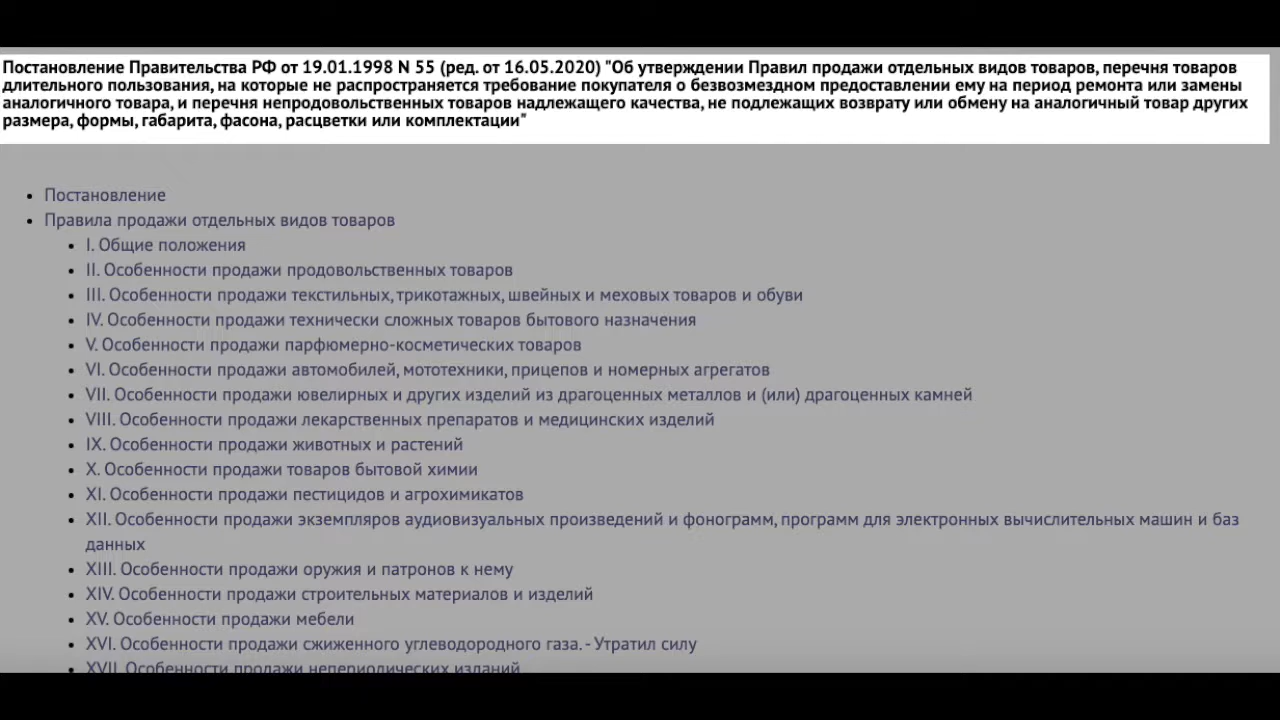 Постановление Правительства РФ от 19.01.1998 N 55 (ред. от 16.05.2020) "Об утверждении Правил продажи отдельных видов товаров, перечня товаров
длительного пользования, на которые не распространяется требование покупателя о безвозмездном предоставлении ему на период ремонта или замены
аналогичного товара, и перечня непродовольственных товаров надлежащего качества, не подлежащих возврату или обмену на аналогичный товар других
размера, формы, габарита, фасона, расцветки или комплектации"
Постановление
Правила продажи отдельных видов товаров
I. Общие положения
II. Особенности продажи продовольственных товаров
III. Особенности продажи текстильных, трикотажных, швейных и меховых товаров и обуви
IV. Особенности продажи технически сложных товаров бытового назначения
V. Особенности продажи парфюмерно-косметических товаров
VI. Особенности продажи автомобилей, мототехники, прицепов и номерных агрегатов
VII. Особенности продажи ювелирных и других изделий из драгоценных металлов и (или) драгоценных камней
VIII. Особенности продажи лекарственных препаратов и медицинских изделий
IX. Особенности продажи животных и растений
X. Особенности продажи товаров бытовой химии
XI. Особенности продажи пестицидов и агрохимикатов
XII. Особенности продажи экземпляров аудиовизуальных произведений и фонограмм, программ для электронных вычислительных машин и баз
данных
XIII. Особенности продажи оружия и патронов к нему
XIV. Особенности продажи строительных материалов и изделий
XV. Особенности продажи мебели
XVI. Особенности продажи сжиженного углеводородного газа. - Утратил силу
XVII. Особенности продажи непериодических изданий